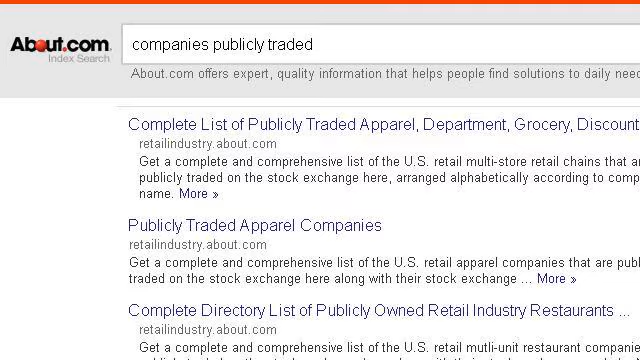 About.com
Index Search
companies publicly traded
About.com offers expert, quality information that helps people find solutions to daily need
Complete List of Publicly Traded Apparel, Department, Grocery, Discount
retailindustry.about.com
Get a complete and comprehensive list of the U.S. retail multi-store retail chains that a
publicly traded on the stock exchange here, arranged alphabetically according to comp
name. More »
Publicly Traded Apparel Companies
retailindustry.about.com
Get a complete and comprehensive list of the U.S. retail apparel companies that are publ
traded on the stock exchange here along with their stock exchange ... More »
Complete Directory List of Publicly Owned Retail Industry Restaurants ...
retailindustry.about.com
Get a complete and comprehensive list of the U.S. retail mutli-unit restaurant companie